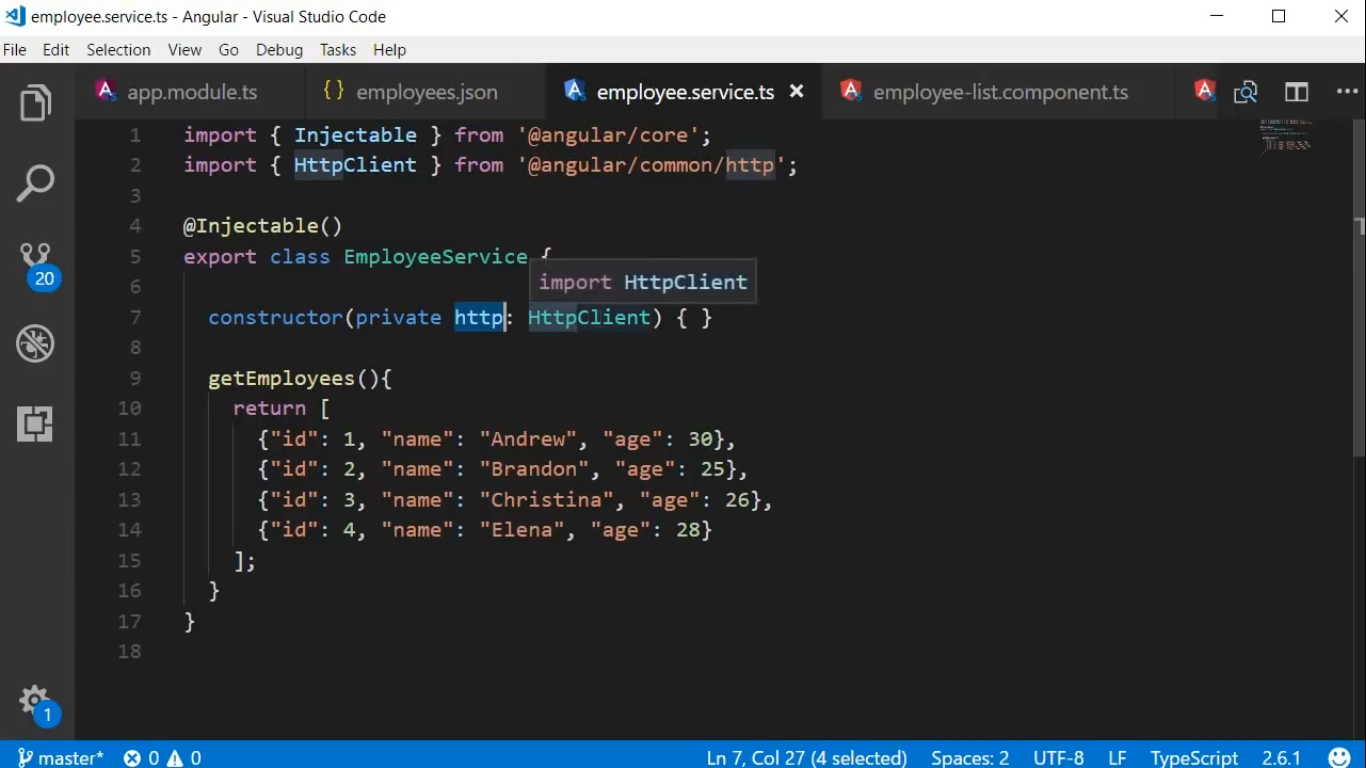 employee.service.ts - Angular - Visual Studio Code
File Edit Selection View Go Debug Tasks Help
app.module.ts {} employees.json employee.service.ts employee-list.component.ts
1 import { Injectable } from '@angular/core';
2 import { HttpClient } from '@angular/common/http';
3
4 @Injectable()
5 export class EmployeeService {
6
import HttpClient
7 constructor(private http: HttpClient) { }
8
9 getEmployees(){
10 return [
11 {"id": 1, "name": "Andrew", "age": 30},
12 {"id": 2, "name": "Brandon", "age": 25},
13 {"id": 3, "name": "Christina", "age": 26},
14 {"id": 4, "name": "Elena", "age": 28}
15 ];
16 }
17 }
18
20
1
master* 0 0 Ln 7, Col 27 (4 selected) Spaces: 2 UTF-8 LF TypeScript 2.6.1